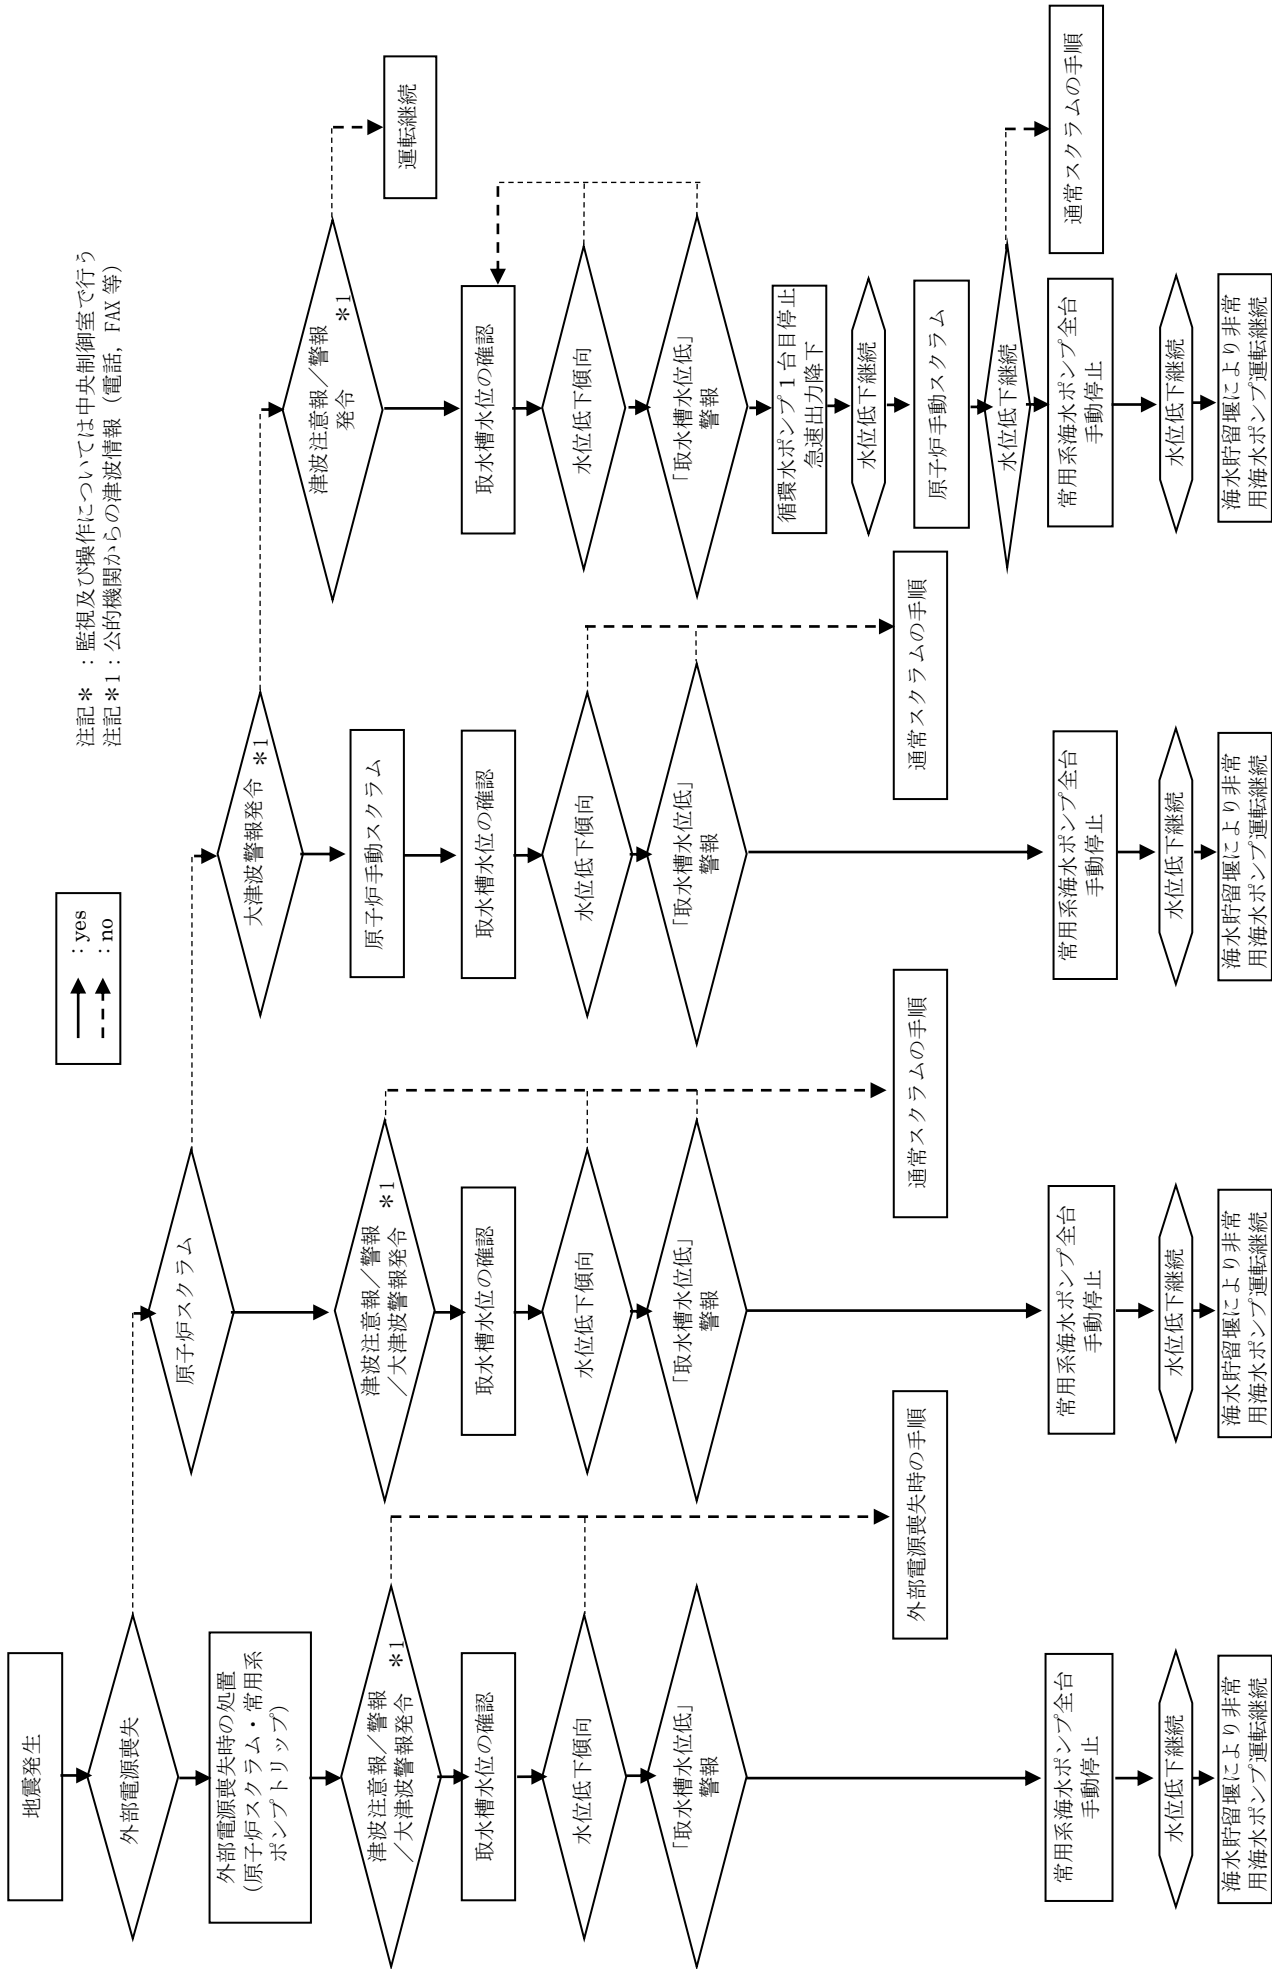 地震発生
外部電源喪失
外部電源喪失時の処置
(原子炉スクラム・常用系
ポンプトリップ)
津波注意報／警報
／大津波警報発令
＊1
取水槽水位の確認
水位低下傾向
「取水槽水位低」
警報
外部電源喪失時の手順
常用系海水ポンプ全台
手動停止
水位低下継続
海水貯留堰により非常
用海水ポンプ運転継続
原子炉スクラム
津波注意報／警報
／大津波警報発令
＊1
取水槽水位の確認
水位低下傾向
「取水槽水位低」
警報
通常スクラムの手順
常用系海水ポンプ全台
手動停止
水位低下継続
海水貯留堰により非常
用海水ポンプ運転継続
：yes
：no
大津波警報発令
＊1
原子炉手動スクラム
取水槽水位の確認
水位低下傾向
「取水槽水位低」
警報
通常スクラムの手順
常用系海水ポンプ全台
手動停止
水位低下継続
海水貯留堰により非常
用海水ポンプ運転継続
注記＊　：監視及び操作については中央制御室で行う
注記＊1：公的機関からの津波情報（電話，FAX 等）
津波注意報／警報
発令
＊1
運転継続
取水槽水位の確認
水位低下傾向
「取水槽水位低」
警報
循環水ポンプ 1 台目停止
急速出力降下
水位低下継続
原子炉手動スクラム
水位低下継続
通常スクラムの手順
常用系海水ポンプ全台
手動停止
水位低下継続
海水貯留堰により非常
用海水ポンプ運転継続